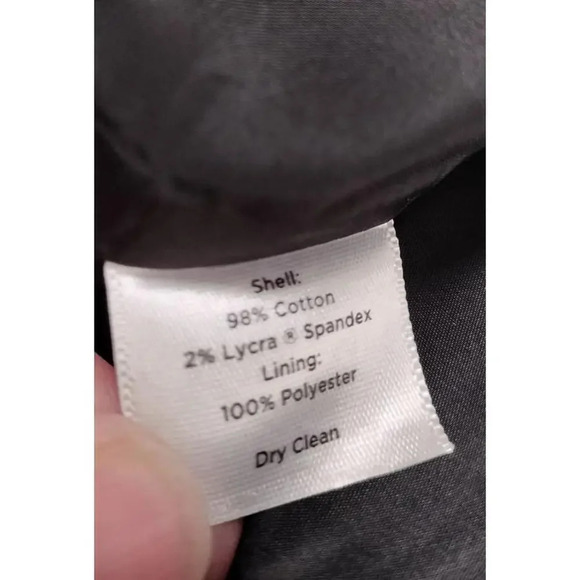 Shell:
98% Cotton
2% Lycra ® Spandex
Lining:
100% Polyester
Dry Clean